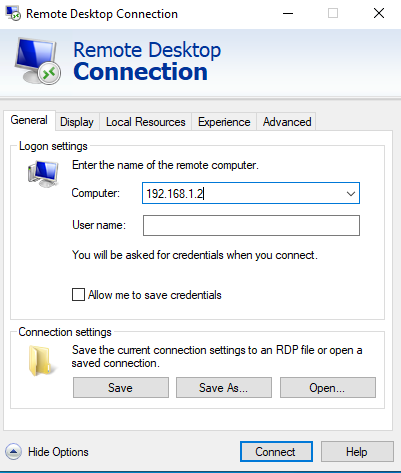 Remote Desktop Connection
Remote Desktop
Connection
General Display Local Resources Experience Advanced
Logon settings
Enter the name of the remote computer.
Computer: 192.168.1.2
User name:
You will be asked for credentials when you connect.
Allow me to save credentials
Connection settings
Save the current connection settings to an RDP file or open a
saved connection.
Save Save As... Open...
Hide Options Connect Help